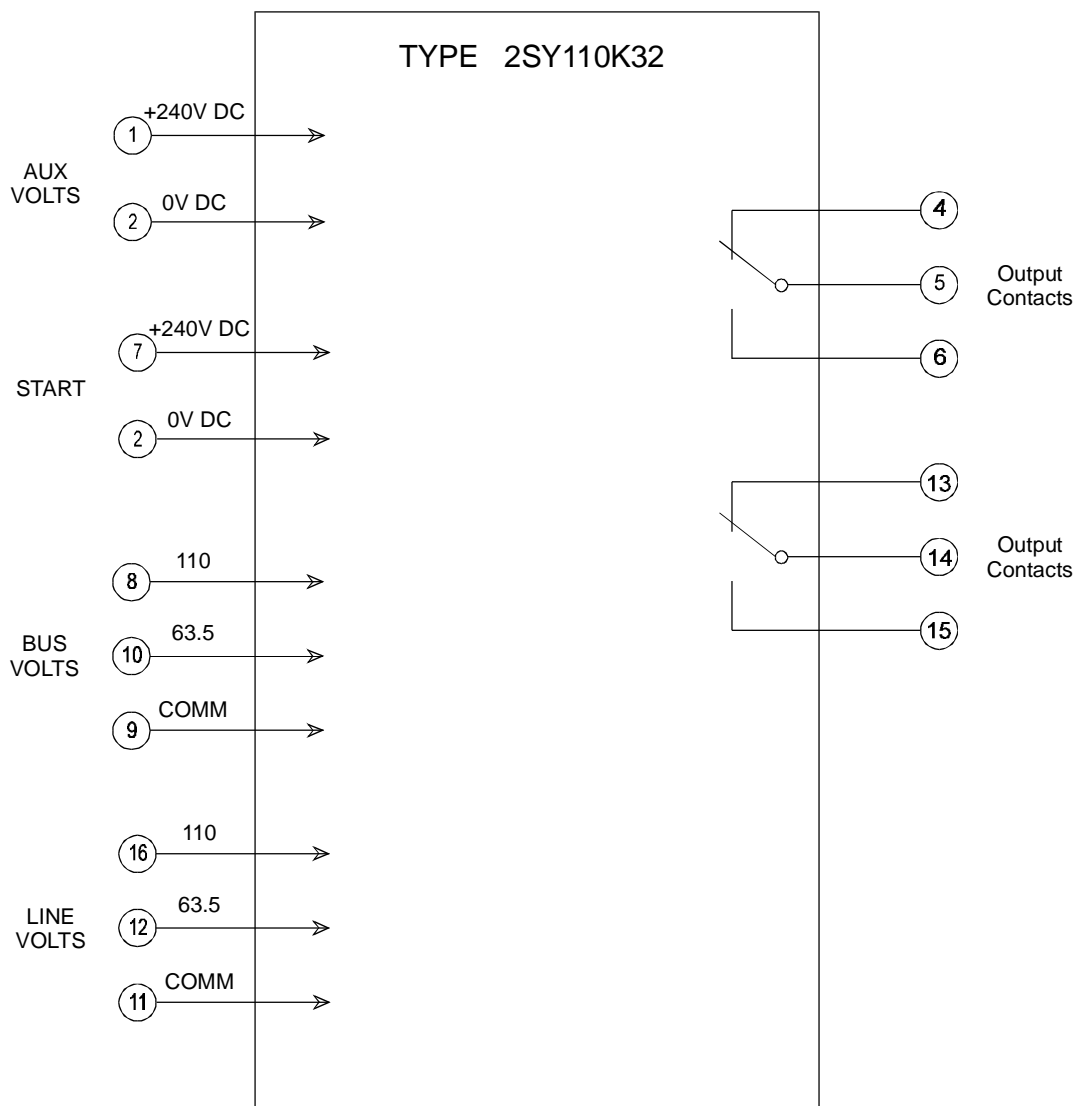 TYPE 2SY110K32
AUX
VOLTS
1
+240V DC
2
0V DC
START
7
+240V DC
2
0V DC
BUS
VOLTS
8
110
10
63.5
9
COMM
LINE
VOLTS
16
110
12
63.5
11
COMM
4
5
6
Output
Contacts
13
14
15
Output
Contacts